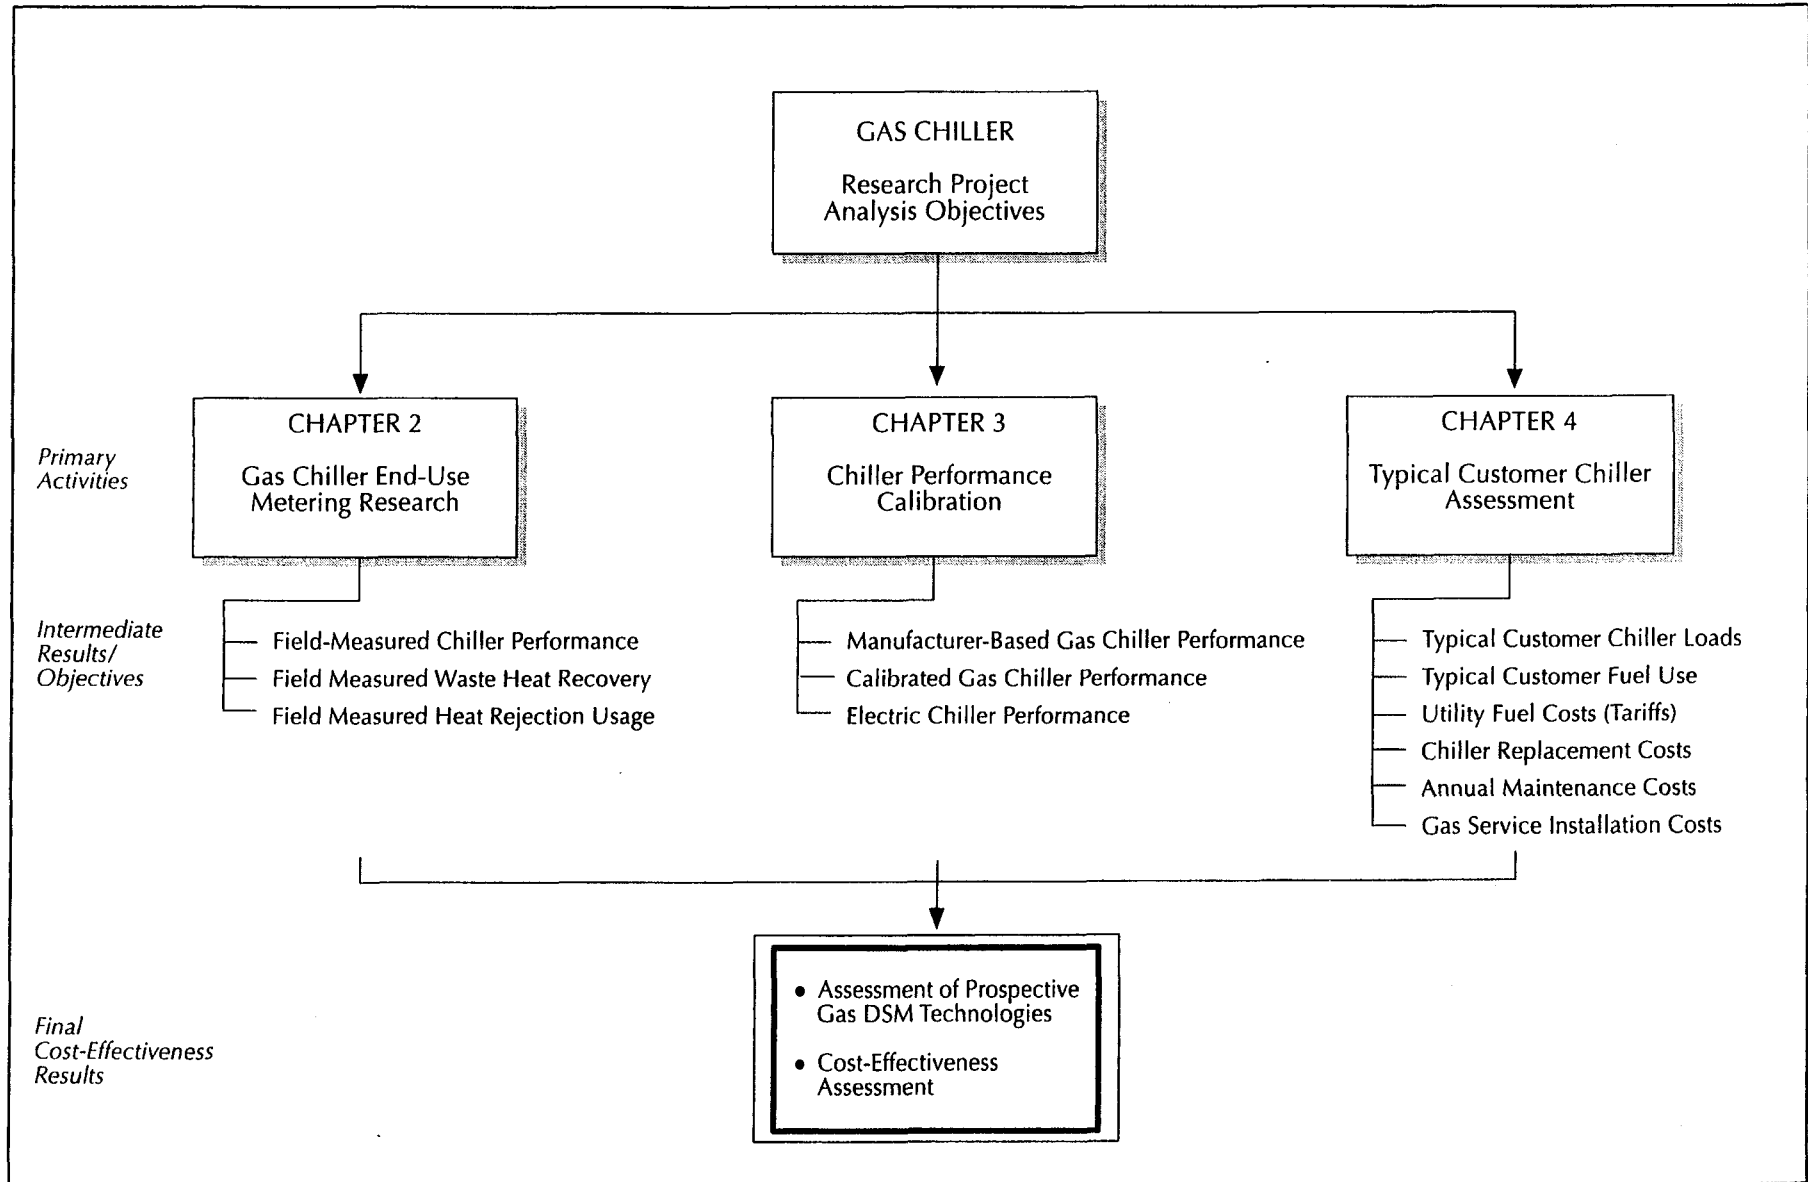 GAS CHILLER
Research Project
Analysis Objectives
Primary
Activities
CHAPTER 2
Gas Chiller End-Use
Metering Research
CHAPTER 3
Chiller Performance
Calibration
CHAPTER 4
Typical Customer Chiller
Assessment
Intermediate
Results/
Objectives
Field-Measured Chiller Performance
Field Measured Waste Heat Recovery
Field Measured Heat Rejection Usage
Manufacturer-Based Gas Chiller Performance
Calibrated Gas Chiller Performance
Electric Chiller Performance
Typical Customer Chiller Loads
Typical Customer Fuel Use
Utility Fuel Costs (Tariffs)
Chiller Replacement Costs
Annual Maintenance Costs
Gas Service Installation Costs
Final
Cost-Effectiveness
Results
• Assessment of Prospective
Gas DSM Technologies
• Cost-Effectiveness
Assessment